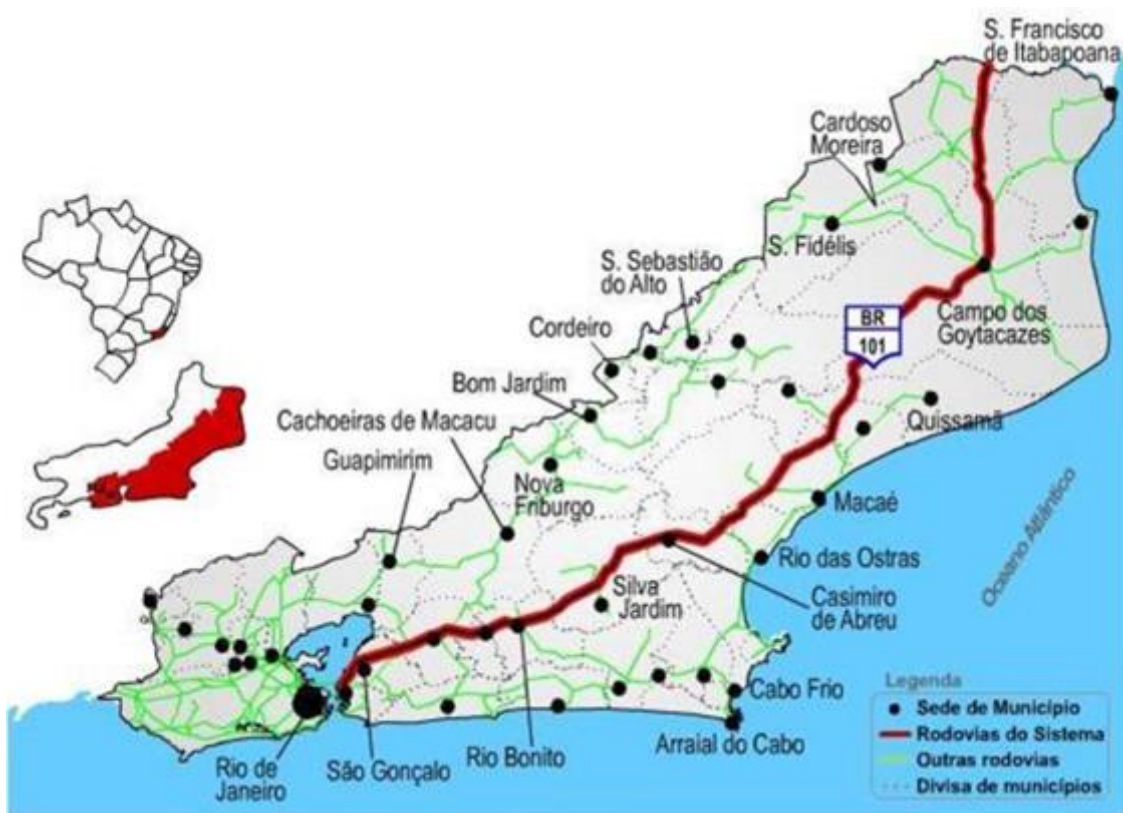 S. Francisco
de Itabapoana
Cardoso
Moreira
S. Fidélis
S. Sebastião
do Alto
Campo dos
Goytacazes
BR
101
Cordeiro
Bom Jardim
Cachoeiras de Macacu
Quissamã
Guapimirim
Nova
Friburgo
Macaé
Oceano Atlântico
Rio das Ostras
Silva
Jardim
Casimiro
de Abreu
Cabo Frio
Arraial do Cabo
Rio Bonito
São Gonçalo
Rio de
Janeiro
Legenda
Sede de Município
Rodovias do Sistema
Outras rodovias
Divisa de municípios